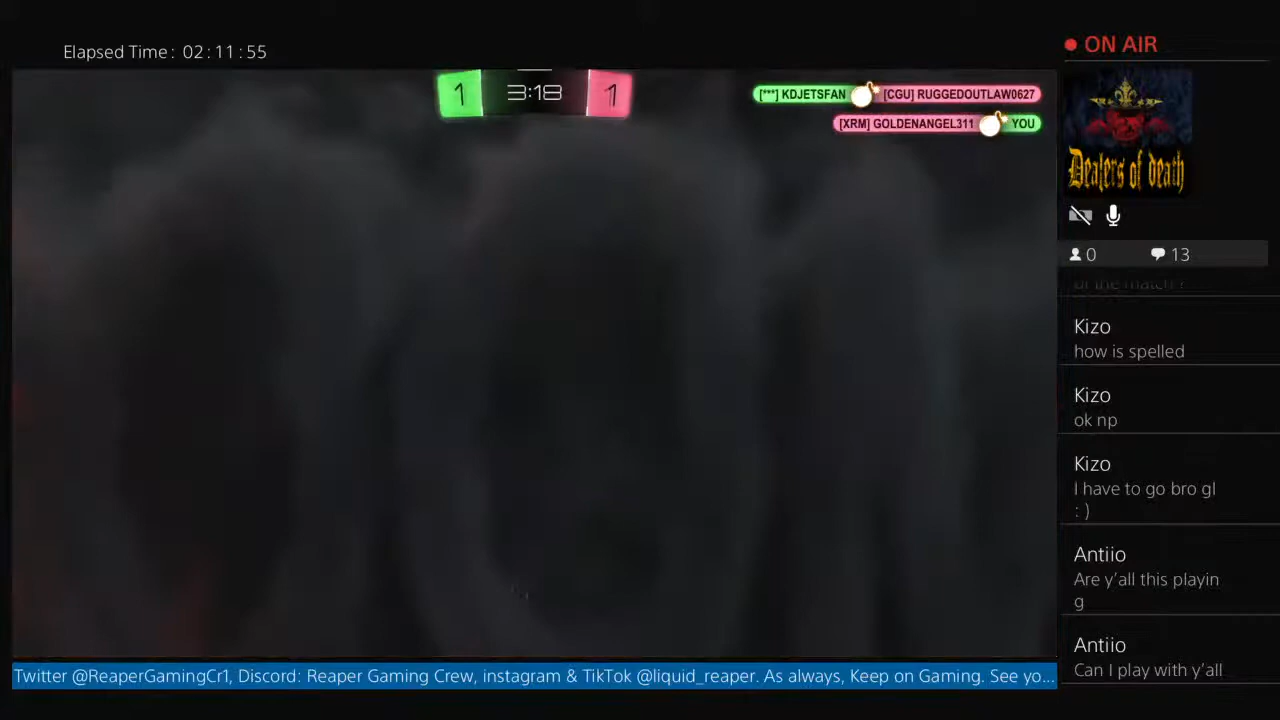 Elapsed Time: 02:11:55
ON AIR
1 3:18 1
[***] KDJETSFAN [CGU] RUGGEDOUTLAW0627
[XRM] GOLDENANGEL311 YOU
Dealers of death
0 13
of the match ?
Kizo
how is spelled
Kizo
ok np
Kizo
I have to go bro gl
: )
Antiio
Are y'all this playin
g
Antiio
Can I play with y'all
Twitter @ReaperGamingCr1, Discord: Reaper Gaming Crew, instagram & TikTok @liquid_reaper. As always, Keep on Gaming. See yo...